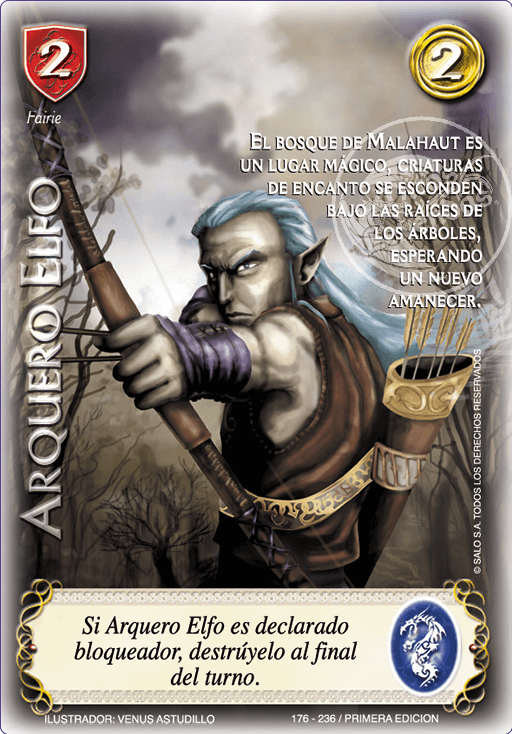 2
2
Fairie
EL BOSQUE DE MALAHAUT ES
UN LUGAR MÁGICO, CRIATURAS
DE ENCANTO SE ESCONDEN
BAJO LAS RAÍCES DE
LOS ÁRBOLES,
ESPERANDO
UN NUEVO
AMANECER.
ARQUERO ELFO
© SALO S.A. TODOS LOS DERECHOS RESERVADOS
Si Arquero Elfo es declarado
bloqueador, destrúyelo al final
del turno.
ILUSTRADOR: VENUS ASTUDILLO
176 - 236 / PRIMERA EDICION